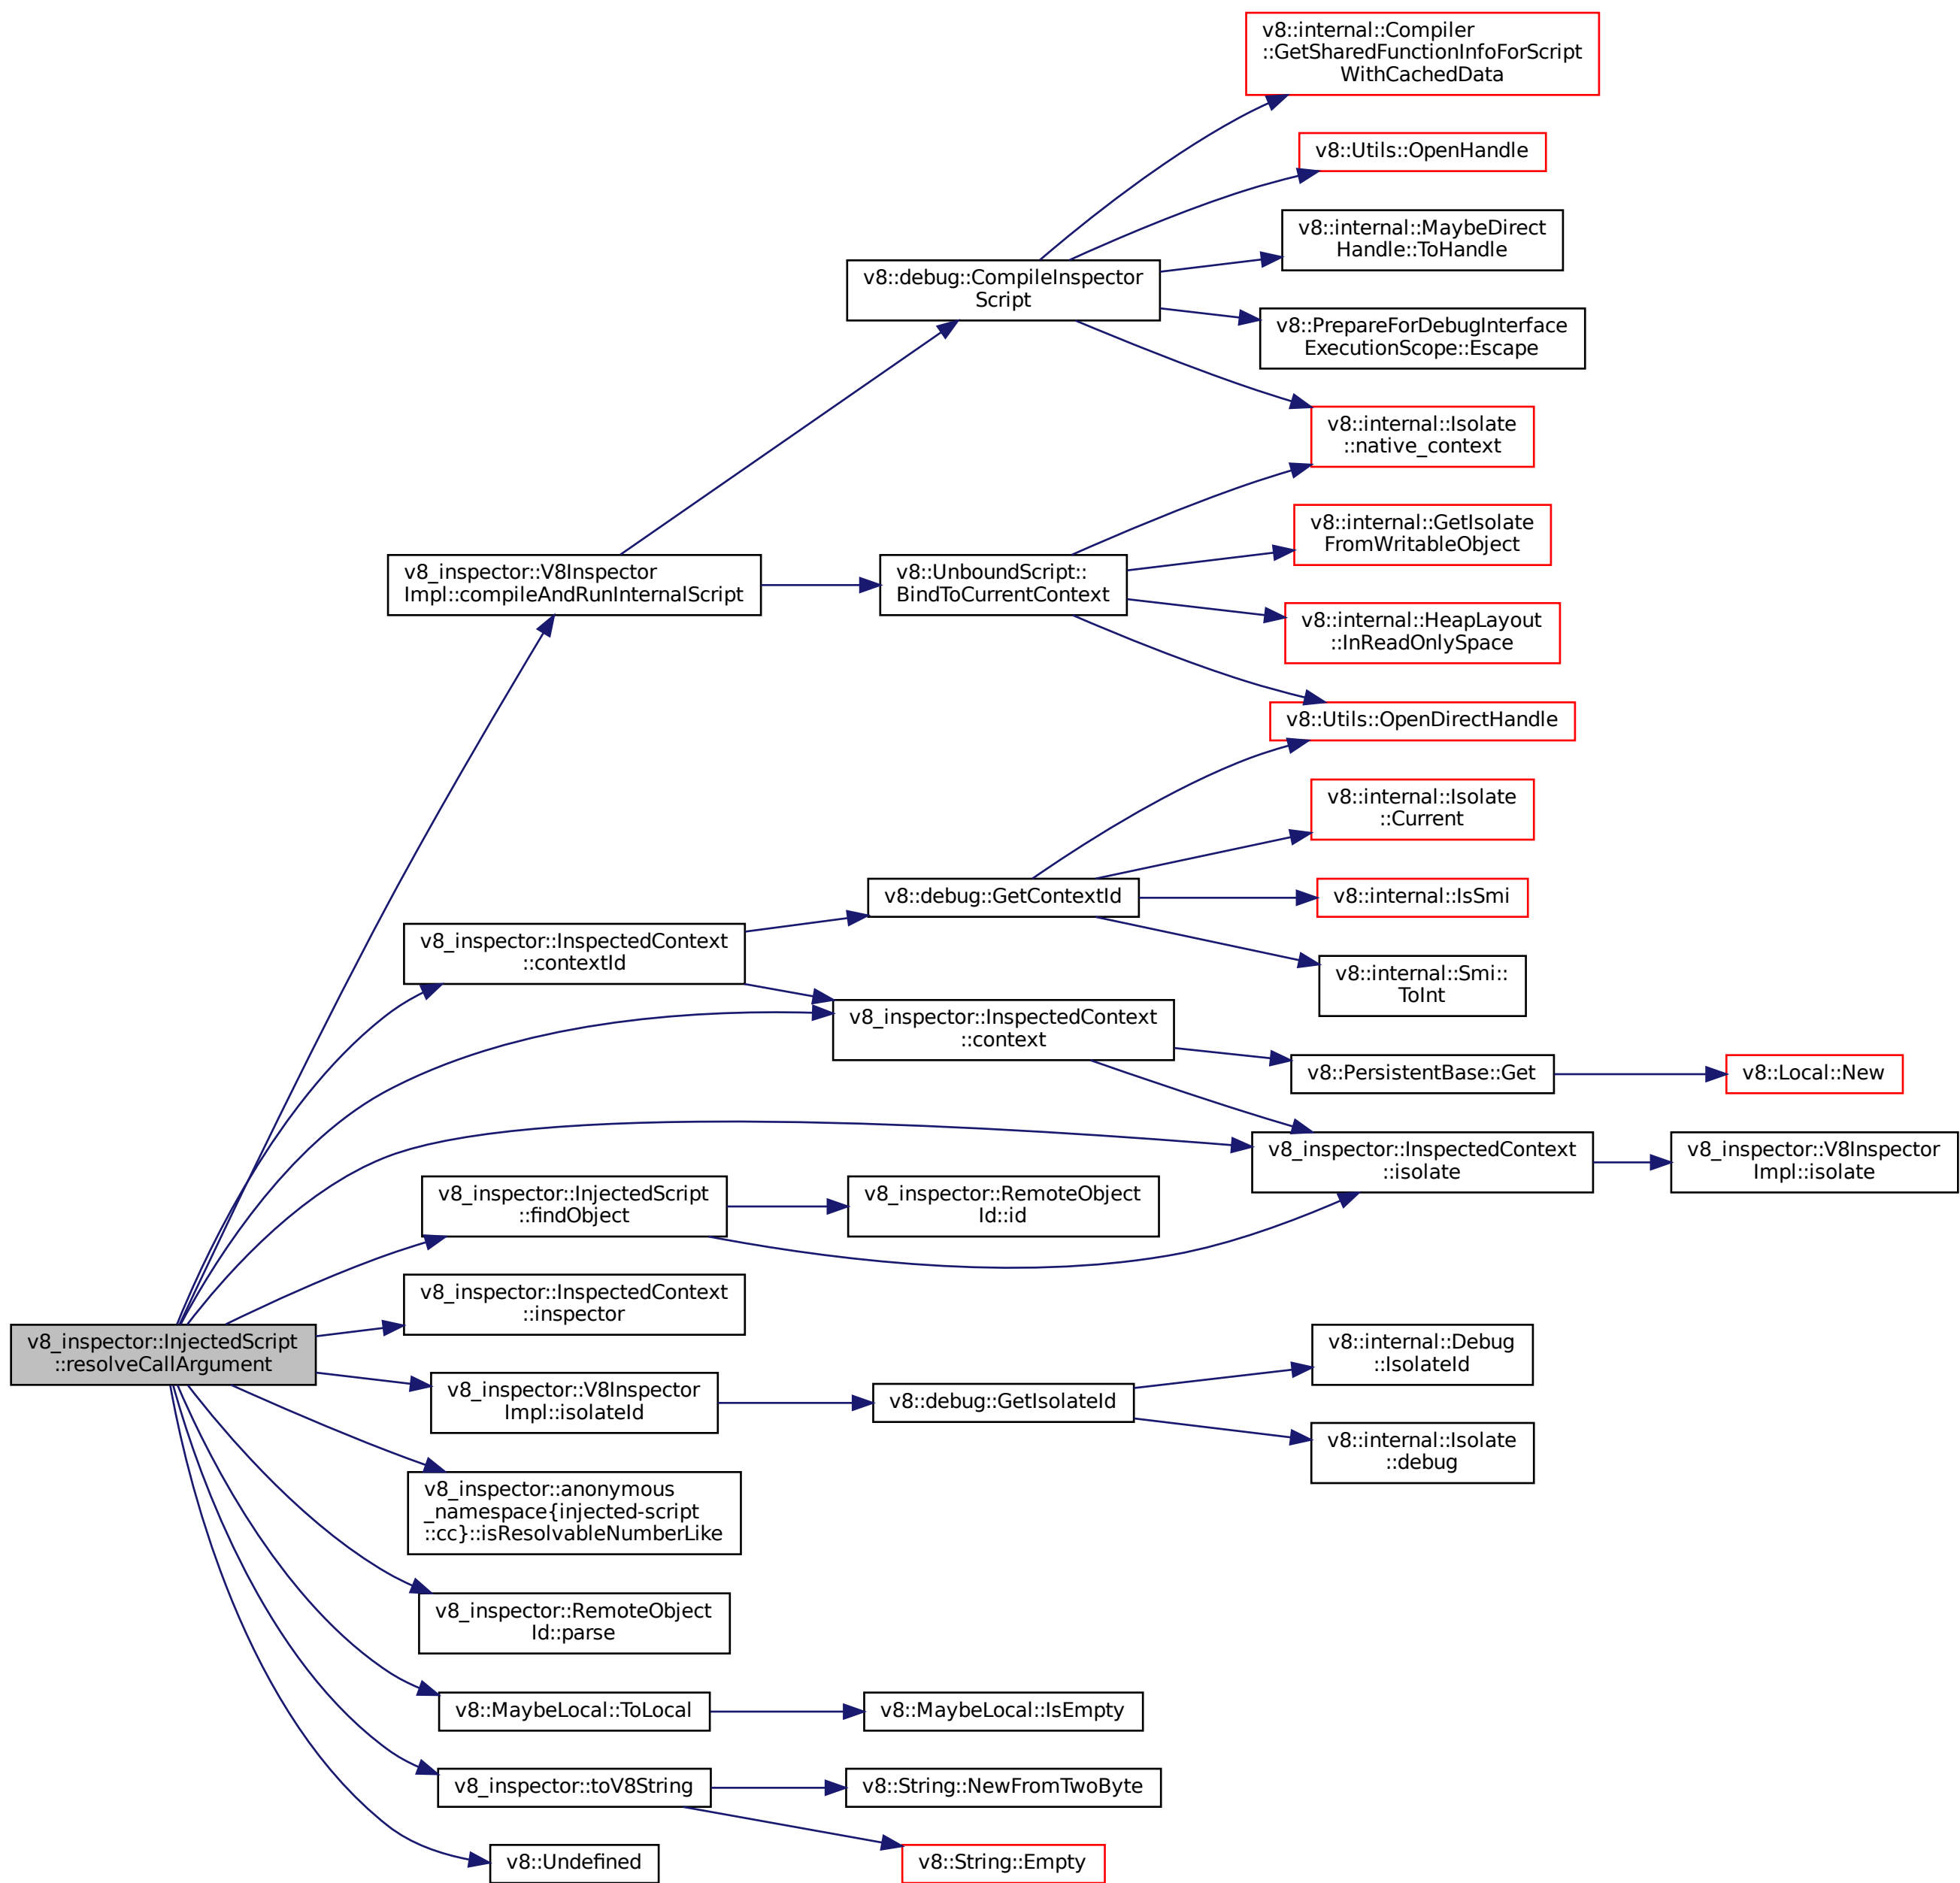 v8::internal::Compiler
::GetSharedFunctionInfoForScript
WithCachedData
v8::Utils::OpenHandle
v8::internal::MaybeDirect
Handle::ToHandle
v8::debug::CompileInspector
Script
v8::PrepareForDebugInterface
ExecutionScope::Escape
v8::internal::Isolate
::native_context
v8::internal::GetIsolate
FromWritableObject
v8_inspector::V8Inspector
Impl::compileAndRunInternalScript
v8::UnboundScript::
BindToCurrentContext
v8::internal::HeapLayout
::InReadOnlySpace
v8::Utils::OpenDirectHandle
v8::internal::Isolate
::Current
v8::debug::GetContextId
v8::internal::IsSmi
v8_inspector::InspectedContext
::contextId
v8::internal::Smi::
ToInt
v8_inspector::InspectedContext
::context
v8::PersistentBase::Get
v8::Local::New
v8_inspector::InspectedContext
::isolate
v8_inspector::V8Inspector
Impl::isolate
v8_inspector::InjectedScript
::findObject
v8_inspector::RemoteObject
Id::id
v8_inspector::InspectedContext
::inspector
v8_inspector::InjectedScript
::resolveCallArgument
v8::internal::Debug
::IsolateId
v8_inspector::V8Inspector
Impl::isolateId
v8::debug::GetIsolateId
v8::internal::Isolate
::debug
v8_inspector::anonymous
_namespace{injected-script
::cc}::isResolvableNumberLike
v8_inspector::RemoteObject
Id::parse
v8::MaybeLocal::ToLocal
v8::MaybeLocal::IsEmpty
v8_inspector::toV8String
v8::String::NewFromTwoByte
v8::Undefined
v8::String::Empty